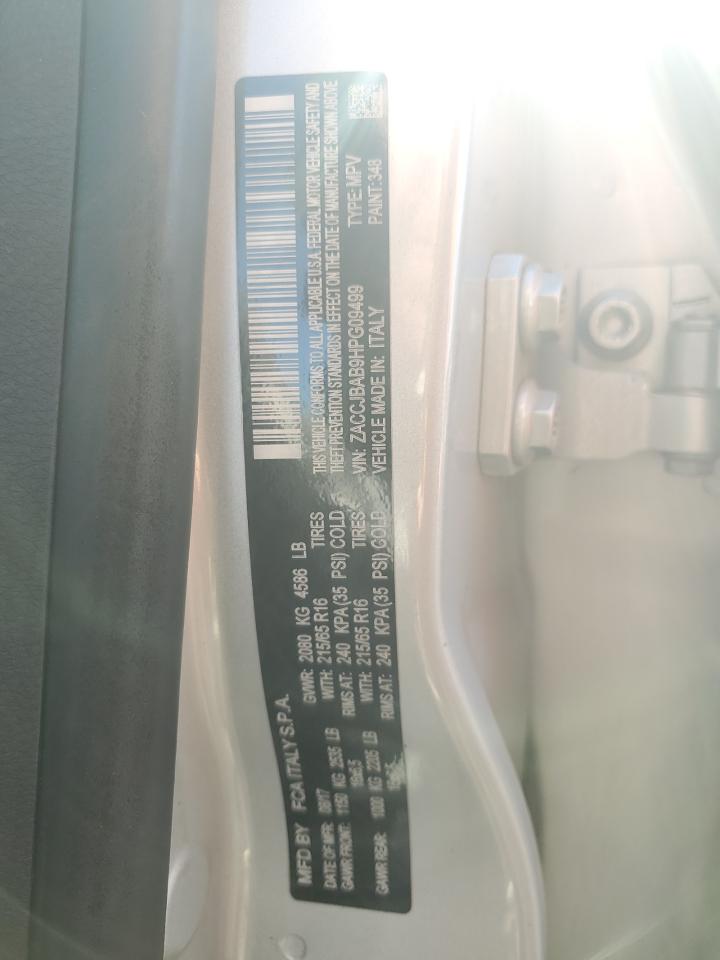 MFD BY FCA ITALY S.P.A.
DATE OF MFR: 06/17 GVWR: 2080 KG 4586 LB
GAWR FRONT: 1150 KG 2535 LB WITH: 215/65 R16 TIRES
16x6.5 RIMS AT: 240 KPA(35 PSI) COLD
GAWR REAR: 1000 KG 2205 LB WITH: 215/65 R16 TIRES
RIMS AT: 240 KPA(35 PSI) COLD
THIS VEHICLE CONFORMS TO ALL APPLICABLE U.S.A. FEDERAL MOTOR VEHICLE SAFETY AND
THEFT PREVENTION STANDARDS IN EFFECT ON THE DATE OF MANUFACTURE SHOWN ABOVE
VIN: ZACCJBAB9HPG09499 TYPE: MPV
VEHICLE MADE IN: ITALY PAINT:348